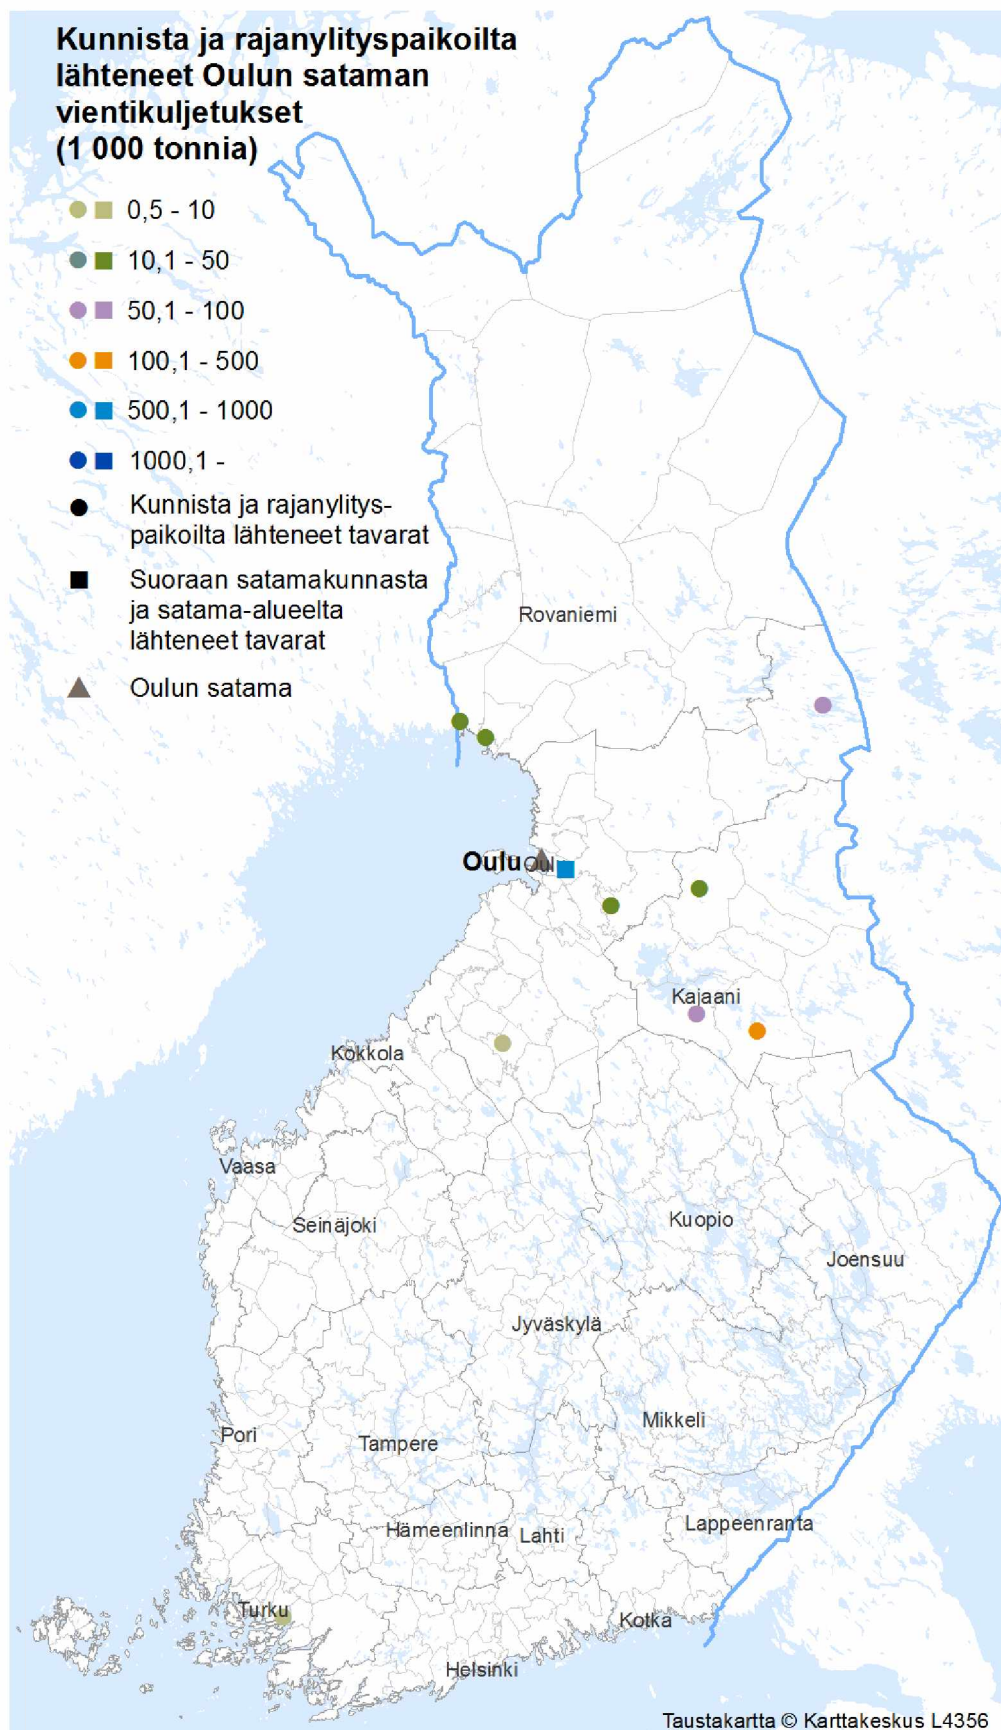 Kunnista ja rajanylityspaikoilta
lähteneet Oulun sataman
vientikuljetukset
(1 000 tonnia)
0,5 - 10
10,1 - 50
50,1 - 100
100,1 - 500
500,1 - 1000
1000,1 -
Kunnista ja rajanylitys-
paikoilta lähteneet tavarat
Suoraan satamakunnasta
ja satama-alueelta
lähteneet tavarat
Oulun satama
Rovaniemi
Oulu
Kajaani
Kokkola
Vaasa
Seinäjoki
Kuopio
Joensuu
Jyväskylä
Mikkeli
Pori
Tampere
Hämeenlinna
Lahti
Lappeenranta
Turku
Kotka
Helsinki
Taustakartta © Karttakeskus L4356